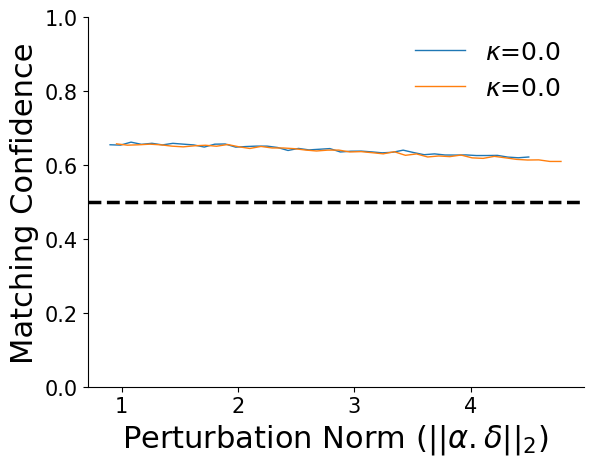 1.0
κ=0.0
0.8
κ=0.0
0.6
0.4
0.2
0.0
Matching Confidence
1 2 3 4
Perturbation Norm (||α.δ||₂)